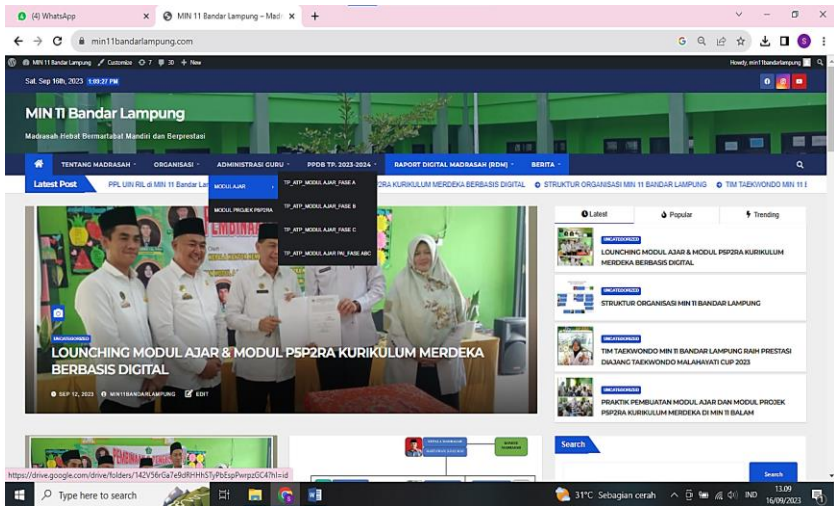 (4) WhatsApp
MIN 11 Bandar Lampung – Mad
min11bandarlampung.com
MIN 11 Bandar Lampung Customize 7 30 New
Howdy, min11bandarlampung
Sat. Sep 16th, 2023 1:09:27 PM
MIN 11 Bandar Lampung
Madrasah Hebat Bermartabat Mandiri dan Berprestasi
TENTANG MADRASAH ORGANISASI ADMINISTRASI GURU PPDB TP. 2023-2024 RAPORT DIGITAL MADRASAH (RDM) BERITA
Latest Post PPL UIN RIL di MIN 11 Bandar KURIKULUM MERDEKA BERBASIS DIGITAL STRUKTUR ORGANISASI MIN 11 BANDAR LAMPUNG TIM TAEKWONDO MIN 11
MODUL AJAR
MODUL PROJEK P5P2RA
TP_ATP_MODUL AJAR_FASE A
TP_ATP_MODUL AJAR_FASE B
TP_ATP_MODUL AJAR_FASE C
TP_ATP_MODUL AJAR PAI_FASE ABC
UNCATEGORIZED
LOUNCHING MODUL AJAR & MODUL P5P2RA KURIKULUM MERDEKA
BERBASIS DIGITAL
SEP 12, 2023 MIN11BANDARLAMPUNG EDIT
Latest Popular Trending
UNCATEGORIZED
LOUNCHING MODUL AJAR & MODUL P5P2RA KURIKULUM
MERDEKA BERBASIS DIGITAL
UNCATEGORIZED
STRUKTUR ORGANISASI MIN 11 BANDAR LAMPUNG
UNCATEGORIZED
TIM TAEKWONDO MIN 11 BANDAR LAMPUNG RAIH PRESTASI
DIAJANG TAEKWONDO MALAHAYATI CUP 2023
UNCATEGORIZED
PRAKTIK PEMBUATAN MODUL AJAR DAN MODUL PROJEK
P5P2RA KURIKULUM MERDEKA DI MIN 11 BALAM
Search
Search
Type here to search
31°C Sebagian cerah
IND
13.09
16/09/2023